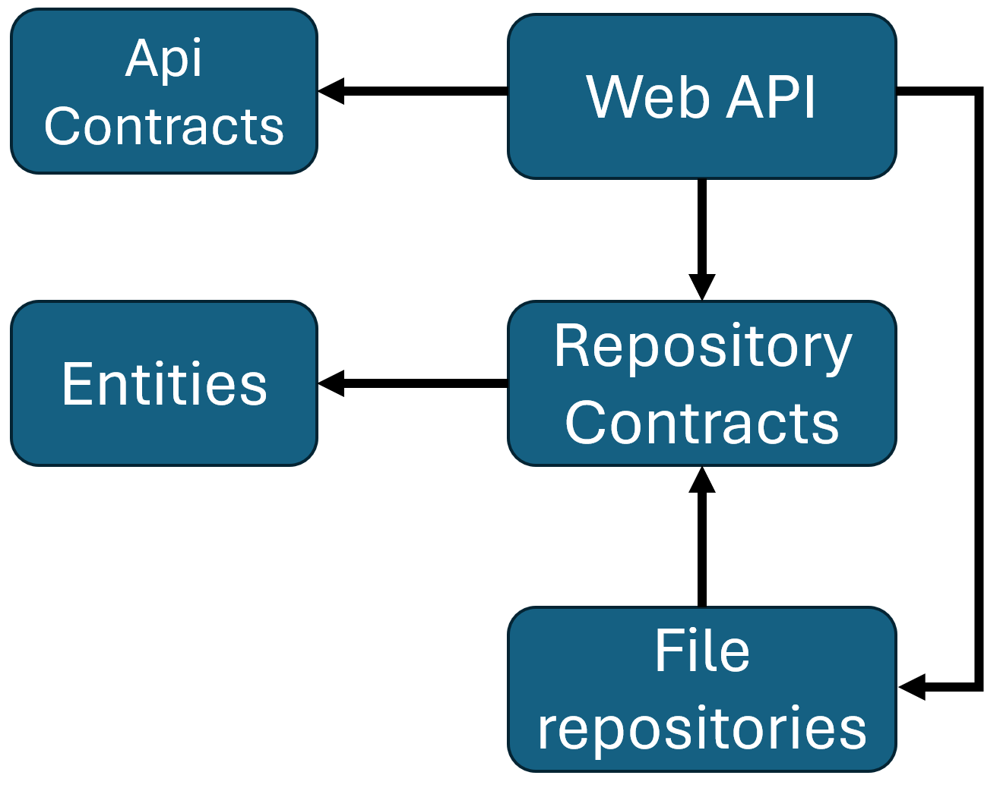 Api
Contracts
Web API
Entities
Repository
Contracts
File
repositories